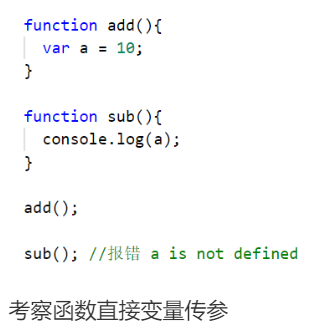 function add(){
  var a = 10;
}

function sub(){
  console.log(a);
}

add();

sub(); //报错 a is not defined

考察函数直接变量传参